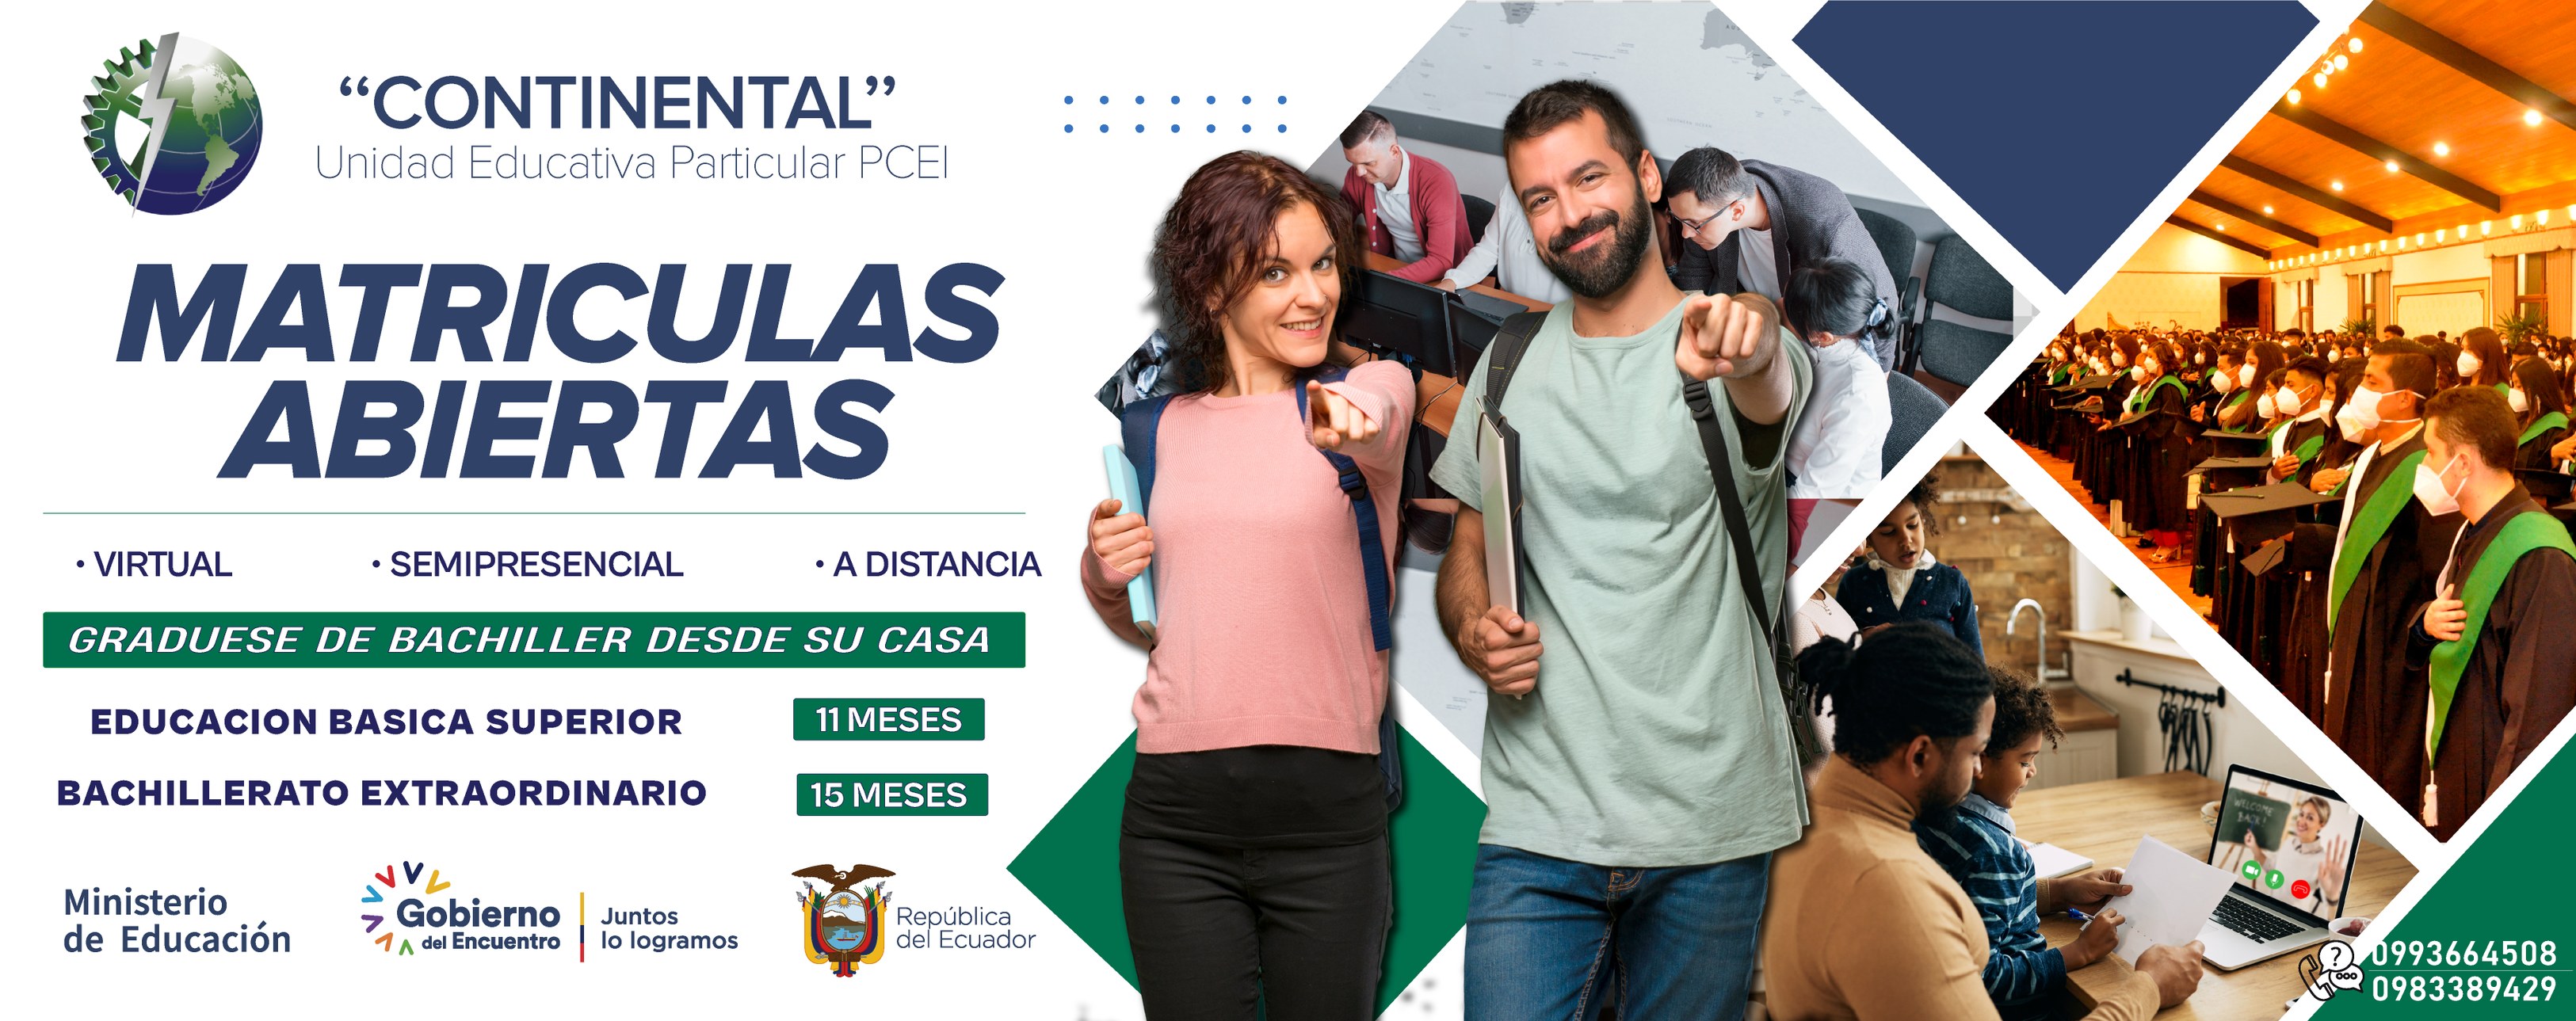 “CONTINENTAL”
Unidad Educativa Particular PCEI
MATRICULAS
ABIERTAS
• VIRTUAL • SEMIPRESENCIAL • A DISTANCIA
GRADUESE DE BACHILLER DESDE SU CASA
EDUCACION BASICA SUPERIOR 11 MESES
BACHILLERATO EXTRAORDINARIO 15 MESES
Ministerio
de Educación
Gobierno
del Encuentro
Juntos
lo logramos
República
del Ecuador
WELCOME
BACK!
?
0993664508
0983389429